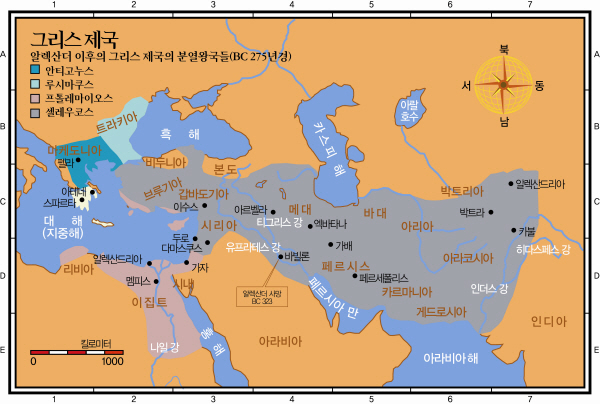 1 2 3 4 5 6 7
그리스 제국
알렉산더 이후의 그리스 제국의 분열왕국들(BC 275년경)
안티고누스
루시마쿠스
프톨레마이오스
셀레우코스
북
서 동
남
A
B
C
D
E
A
B
C
D
E
아랄
호수
카스피 해
흑 해
트라키아
마게도니아
펠라
비두니아
본도
브루기아
갑바도기아
아테네
스파르타
대 해
(지중해)
이수스
시리아
아르벨라
메대
티그리스 강
엑바타나
바대
아리아
박트리아
알렉산드리아
박트라
카불
히다스페스 강
두로
다마스쿠스
유프라테스 강
바빌론
가배
페르시스
페르세폴리스
아라코시아
인더스 강
카르마니아
게드로시아
인디아
리비아
알렉산드리아
멤피스
가자
시내
이집트
나일 강
홍 해
알렉산더 사망
BC 323
페르시아 만
아라비아
아라비아 해
킬로미터
0 1000
1 2 3 4 5 6 7